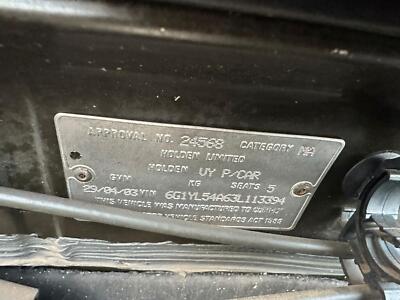 APPROVAL NO. 24568 CATEGORY MA
HOLDEN LIMITED
HOLDEN VY P/CAR
GVM KG SEATS 5
29/04/03 VIN 6G1YL54A63L113394
THIS VEHICLE WAS MANUFACTURED TO COMPLY
VEHICLE STANDARDS ACT 1989